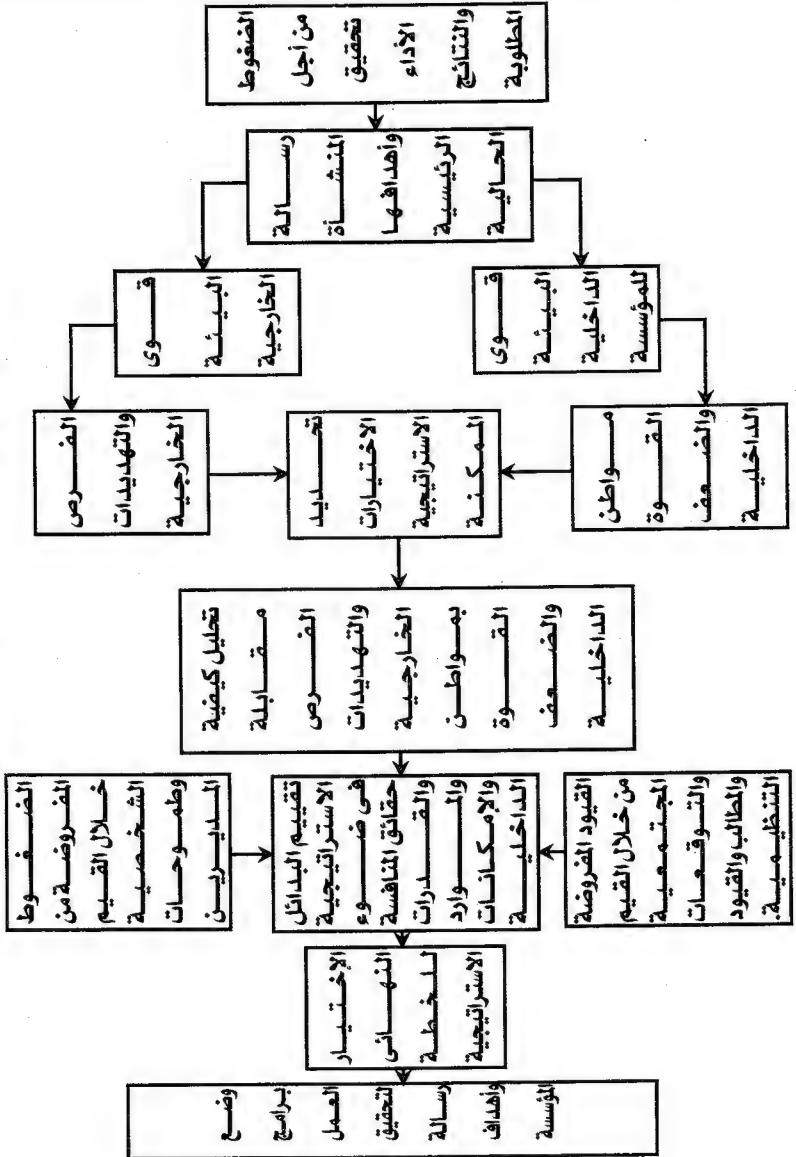 الضغوط
من أجل
تحقيق
الأداء
والنتائج
المطلوبة
رسالة
المنشأة
وأهدافها
الرئيسية
الحالية
قوى
البيئة
الخارجية
قوى
البيئة
الداخلية
للمؤسسة
الفرص
والتهديدات
الخارجية
تحديد
الاختيارات
الاستراتيجية
الممكنة
مواطن
القوة
والضعف
الداخلية
تحليل كيفية
مقابلة
الفرص
والتهديدات
الخارجية
بمواطن
القوة
والضعف
الداخلية
الضغوط
المفروضة من
خلال القيم
الشخصية
وطموحات
المديرين
تقييم البدائل
الاستراتيجية
فى ضوء
حقائق المنافسة
والقدرات
والموارد
والإمكانات
الداخلية
القيود المفروضة
من خلال القيم
المجتمعية
والتوقعات
والمطالب والقيود
التنظيمية.
الإختيار
النهائى
للخطة
الاستراتيجية
وضع
برامج
العمل
لتحقيق
رسالة
وأهداف
المؤسسة